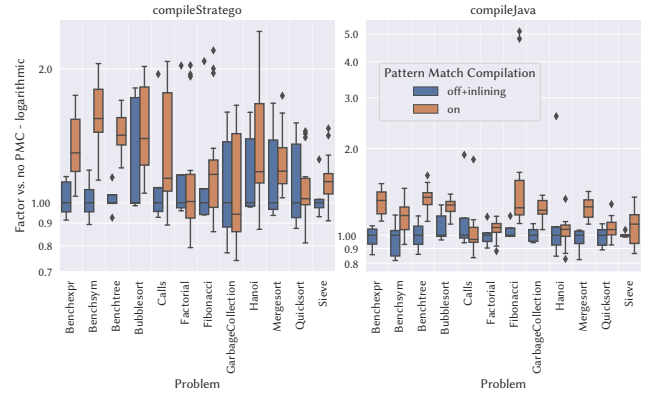 compileStratego
compileJava
Factor vs. no PMC - logarithmic
2.0
1.00
0.9
0.8
0.7
5.0
4.0
3.0
2.0
1.00
0.9
0.8
Pattern Match Compilation
off+inlining
on
Benchexpr
Benchsym
Benchtree
Bubblesort
Calls
Factorial
Fibonacci
GarbageCollection
Hanoi
Mergesort
Quicksort
Sieve
Benchexpr
Benchsym
Benchtree
Bubblesort
Calls
Factorial
Fibonacci
GarbageCollection
Hanoi
Mergesort
Quicksort
Sieve
Problem
Problem